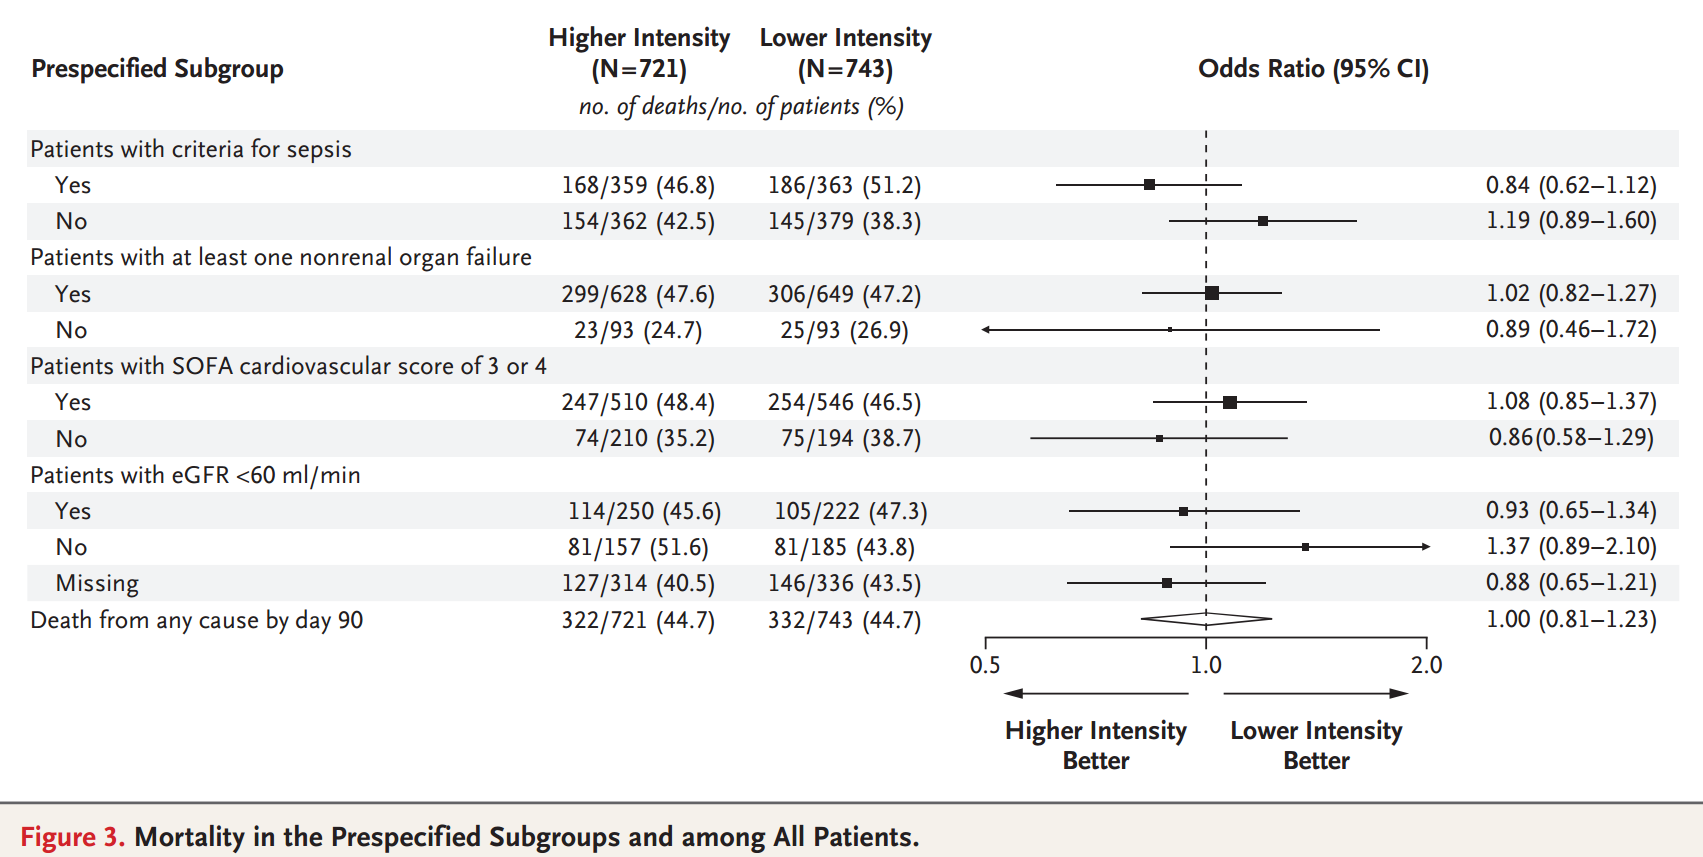 Prespecified Subgroup
Higher Intensity
(N=721)
Lower Intensity
(N=743)
Odds Ratio (95% CI)
no. of deaths/no. of patients (%)
Patients with criteria for sepsis
Yes 168/359 (46.8) 186/363 (51.2) 0.84 (0.62–1.12)
No 154/362 (42.5) 145/379 (38.3) 1.19 (0.89–1.60)
Patients with at least one nonrenal organ failure
Yes 299/628 (47.6) 306/649 (47.2) 1.02 (0.82–1.27)
No 23/93 (24.7) 25/93 (26.9) 0.89 (0.46–1.72)
Patients with SOFA cardiovascular score of 3 or 4
Yes 247/510 (48.4) 254/546 (46.5) 1.08 (0.85–1.37)
No 74/210 (35.2) 75/194 (38.7) 0.86(0.58–1.29)
Patients with eGFR <60 ml/min
Yes 114/250 (45.6) 105/222 (47.3) 0.93 (0.65–1.34)
No 81/157 (51.6) 81/185 (43.8) 1.37 (0.89–2.10)
Missing 127/314 (40.5) 146/336 (43.5) 0.88 (0.65–1.21)
Death from any cause by day 90 322/721 (44.7) 332/743 (44.7) 1.00 (0.81–1.23)
0.5 1.0 2.0
Higher Intensity
Better
Lower Intensity
Better
Figure 3. Mortality in the Prespecified Subgroups and among All Patients.